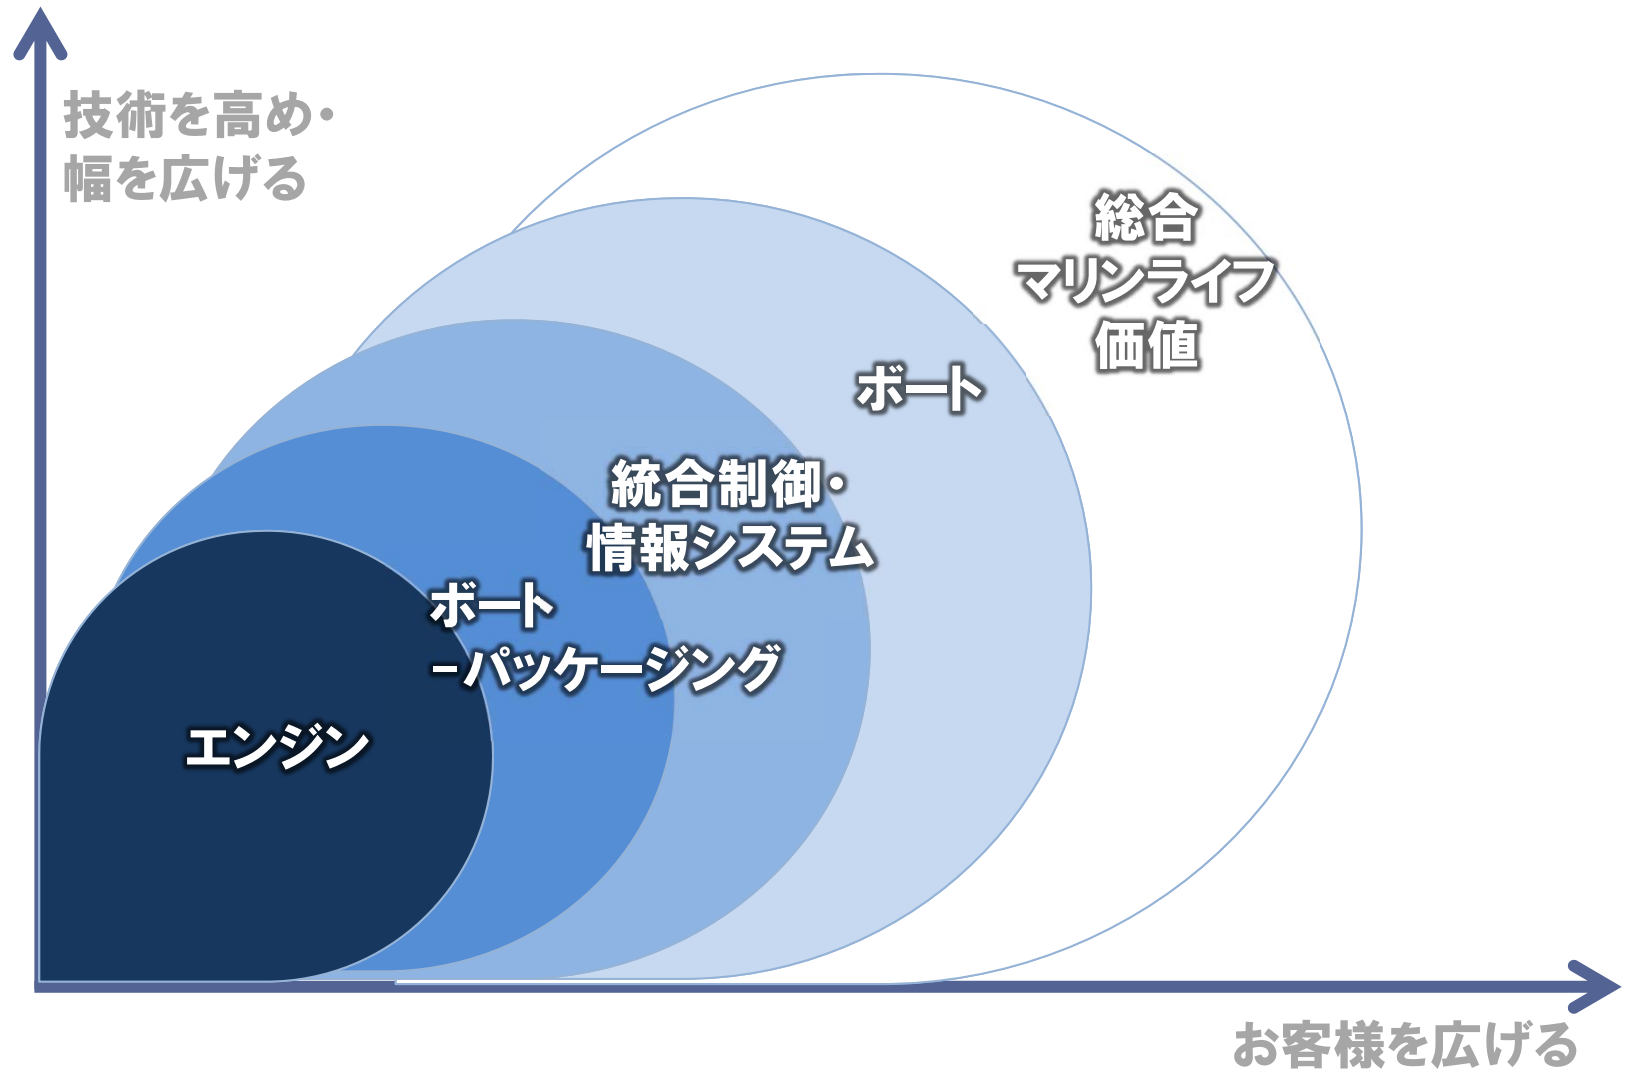 技術を高め・
幅を広げる
総合
マリンライフ
価値
ボート
統合制御・
情報システム
ボート
-パッケージング
エンジン
お客様を広げる